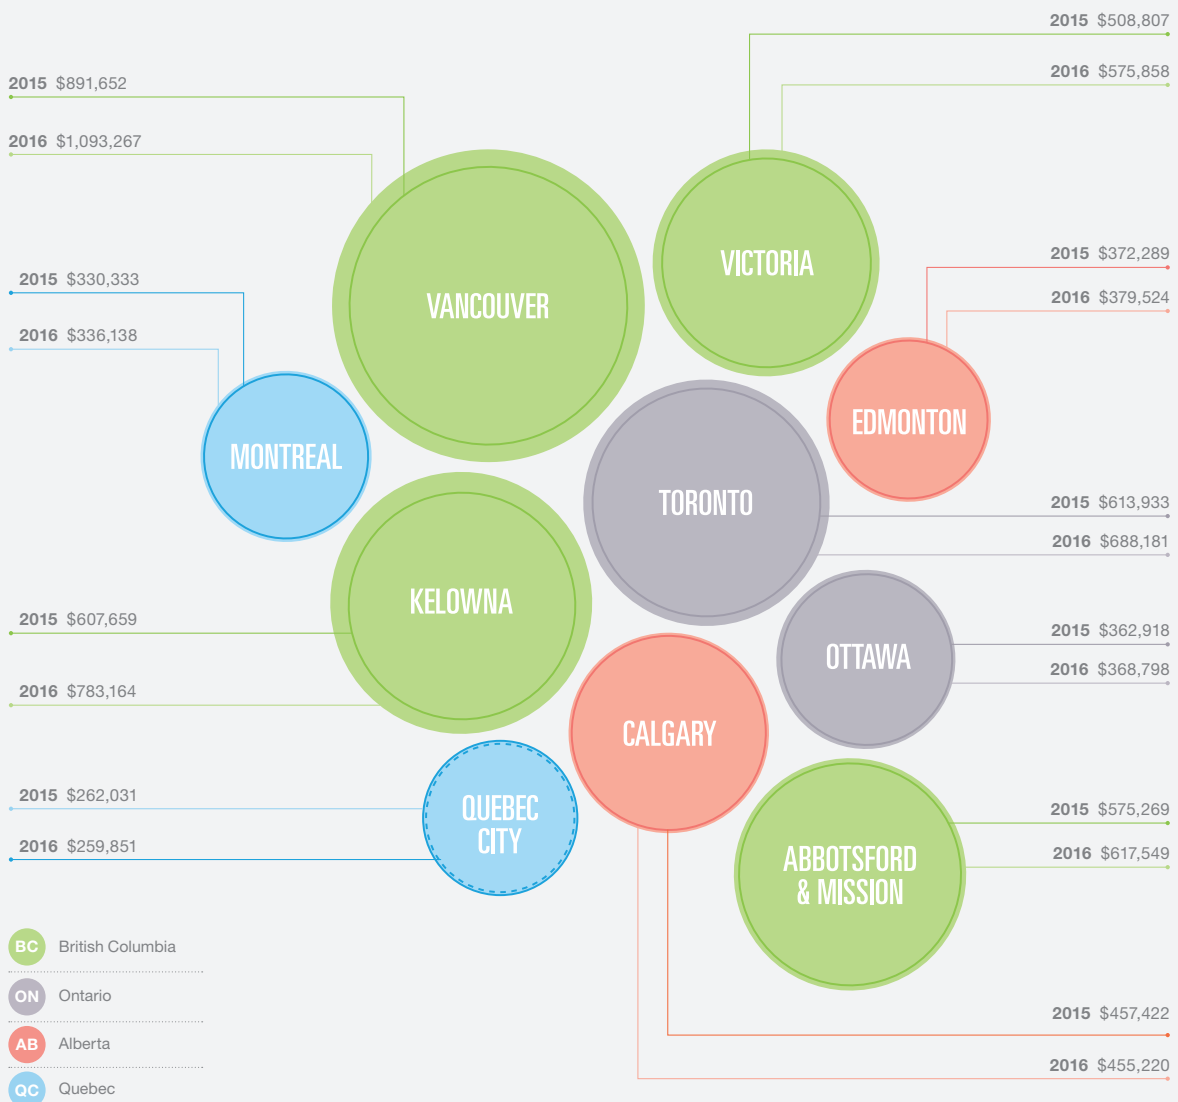 2015 $508,807
2016 $575,858
2015 $891,652
2016 $1,093,267
VICTORIA
VANCOUVER
2015 $372,289
2016 $379,524
2015 $330,333
2016 $336,138
EDMONTON
MONTREAL
TORONTO
2015 $613,933
2016 $688,181
KELOWNA
2015 $607,659
2016 $783,164
2015 $362,918
2016 $368,798
OTTAWA
CALGARY
2015 $262,031
2016 $259,851
QUEBEC
CITY
2015 $575,269
2016 $617,549
ABBOTSFORD
& MISSION
BC British Columbia
ON Ontario
AB Alberta
QC Quebec
2015 $457,422
2016 $455,220